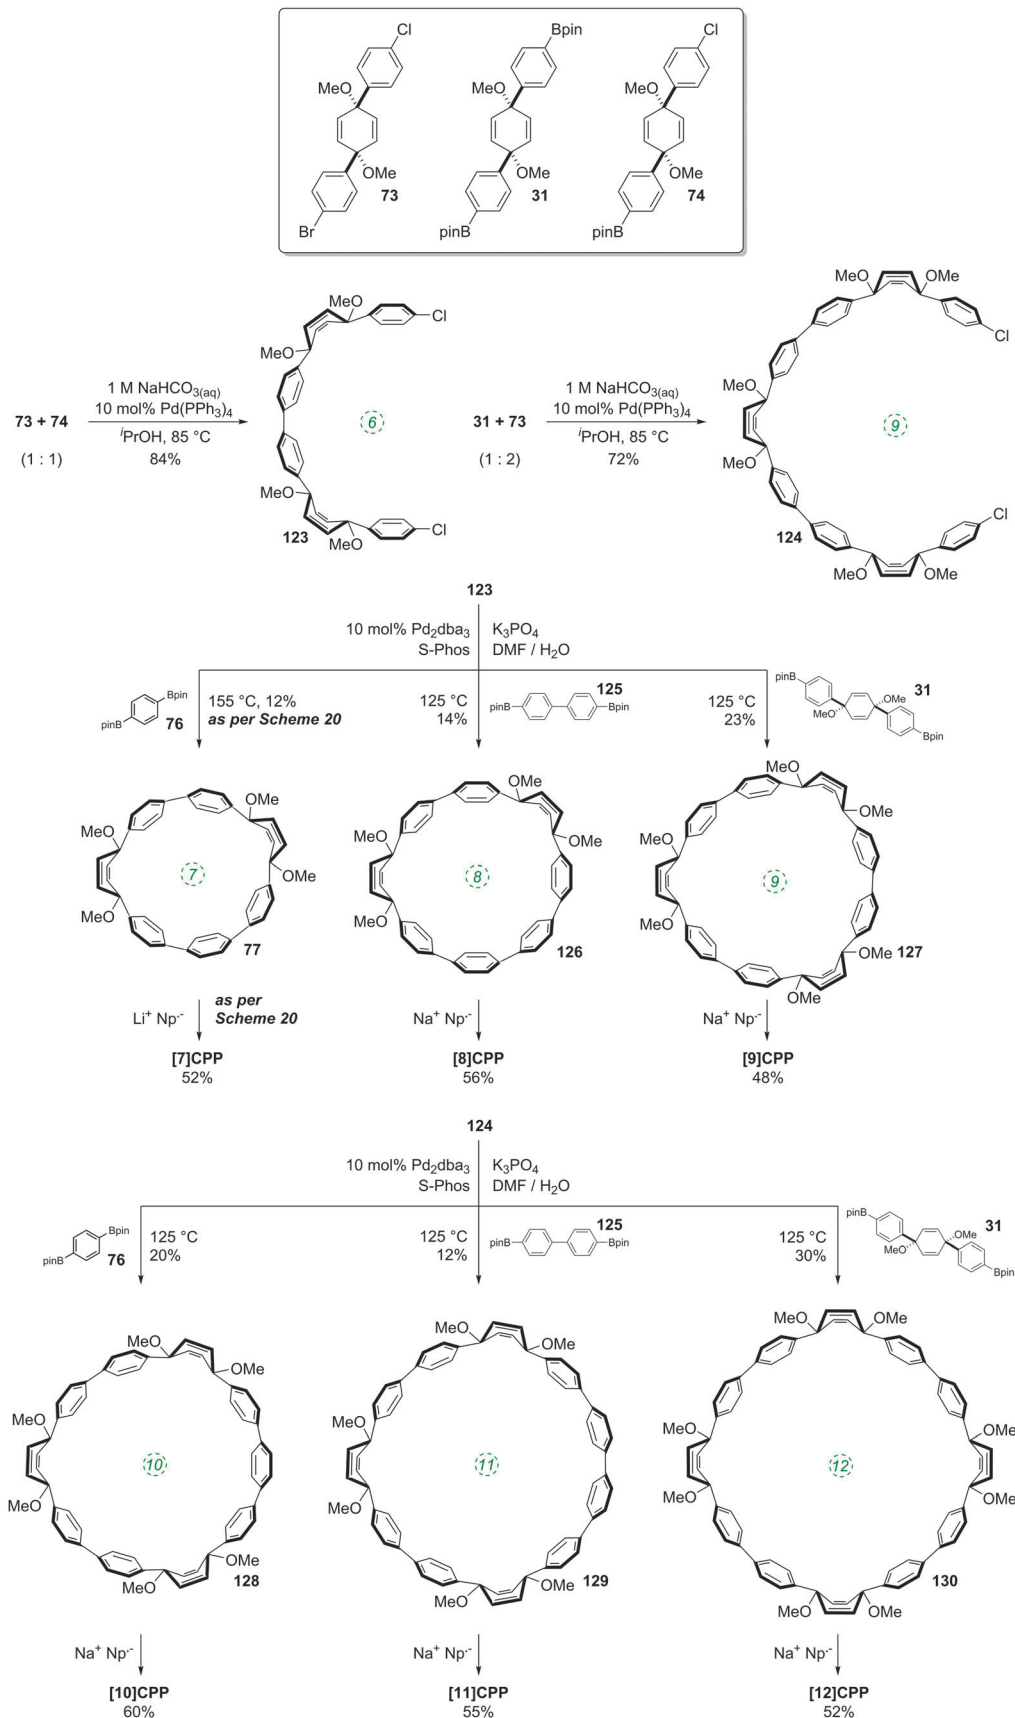 Cl
MeO
OMe
Br
73
Bpin
MeO
OMe
pinB
31
Cl
MeO
OMe
pinB
74
73 + 74
(1 : 1)
1 M NaHCO3(aq)
10 mol% Pd(PPh3)4
iPrOH, 85 °C
84%
MeO
Cl
MeO
6
MeO
Cl
123
MeO
31 + 73
(1 : 2)
1 M NaHCO3(aq)
10 mol% Pd(PPh3)4
iPrOH, 85 °C
72%
MeO
OMe
Cl
MeO
9
MeO
Cl
124
MeO
OMe
123
10 mol% Pd2dba3
S-Phos
K3PO4
DMF / H2O
Bpin
pinB
76
155 °C, 12%
as per Scheme 20
125 °C
14%
125
pinB
Bpin
125 °C
23%
pinB
31
OMe
MeO
Bpin
OMe
MeO
7
OMe
MeO
77
OMe
MeO
OMe
8
MeO
126
MeO
OMe
MeO
9
MeO
OMe
127
OMe
Li+ Np·-
as per
Scheme 20
[7]CPP
52%
Na+ Np·-
[8]CPP
56%
Na+ Np·-
[9]CPP
48%
124
10 mol% Pd2dba3
S-Phos
K3PO4
DMF / H2O
Bpin
pinB
76
125 °C
20%
125 °C
12%
125
pinB
Bpin
125 °C
30%
pinB
31
OMe
MeO
Bpin
MeO
OMe
MeO
10
MeO
OMe
MeO
128
MeO
OMe
MeO
11
MeO
OMe
MeO
129
MeO
OMe
MeO
OMe
12
MeO
OMe
MeO
OMe
130
Na+ Np·-
[10]CPP
60%
Na+ Np·-
[11]CPP
55%
Na+ Np·-
[12]CPP
52%